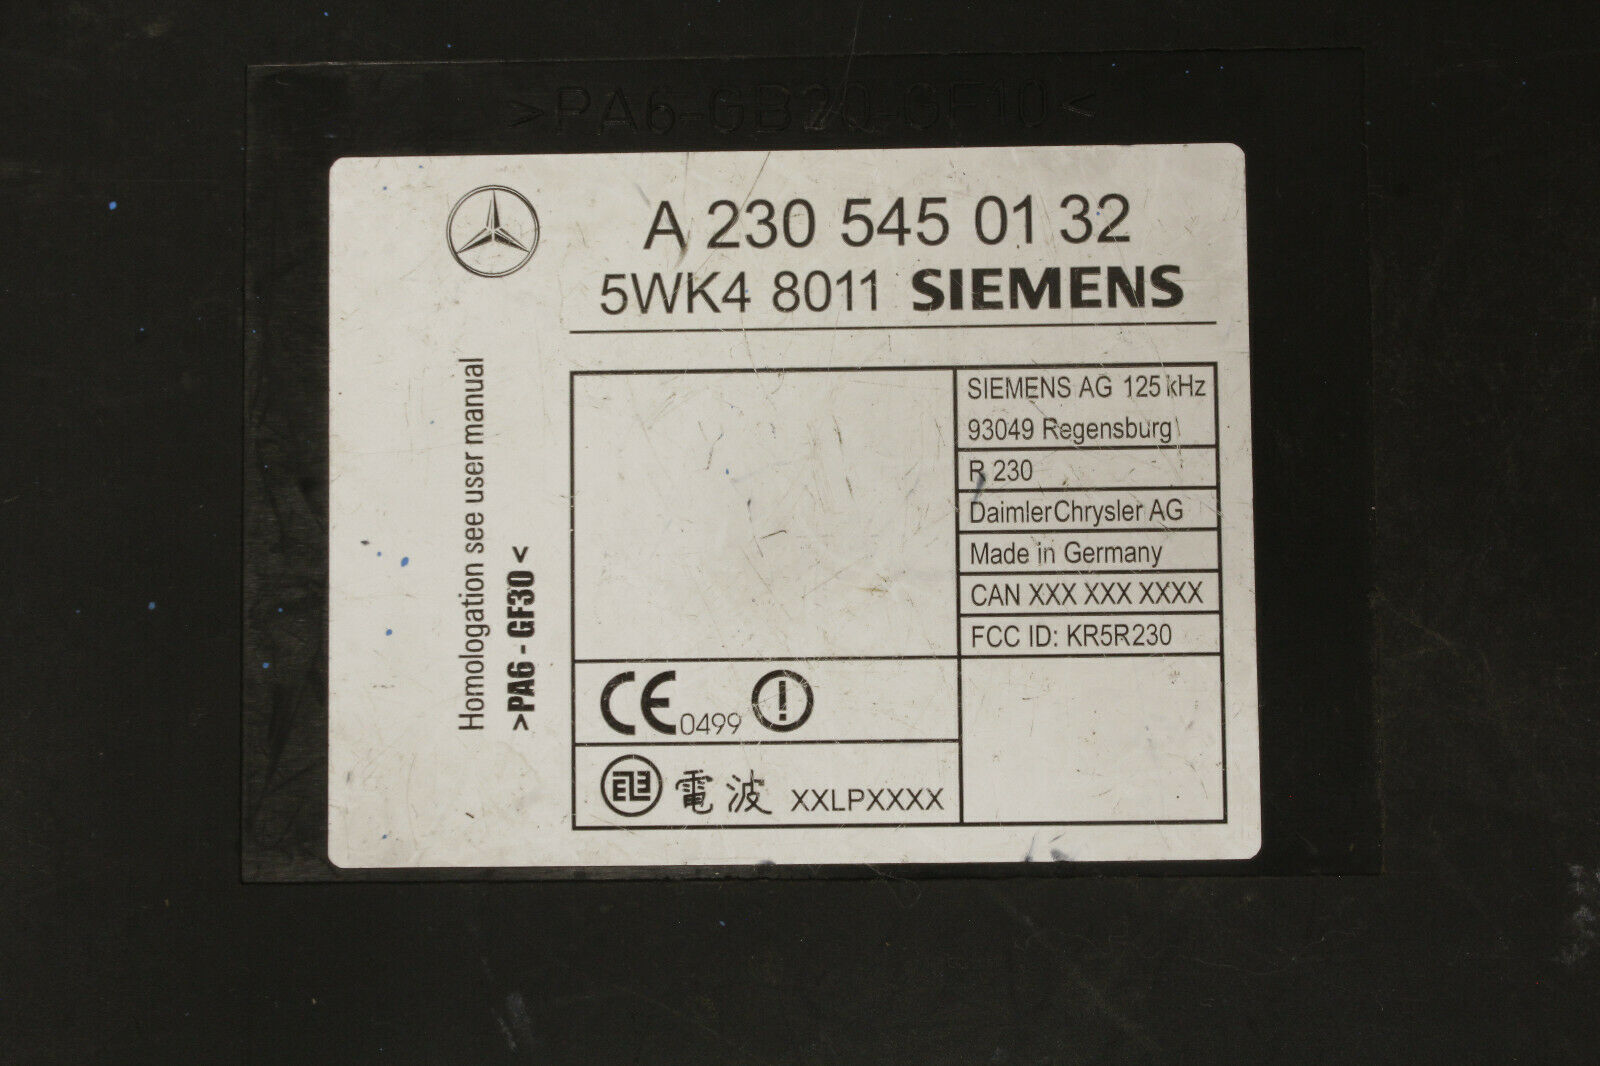 >PA6-GB20-GF10<
A 230 545 01 32
5WK4 8011 SIEMENS
Homologation see user manual
>PA6 - GF30 <
SIEMENS AG 125 kHz
93049 Regensburg
R 230
DaimlerChrysler AG
Made in Germany
CAN XXX XXX XXXX
FCC ID: KR5R230
CE 0499 !
電波 XXLPXXXX